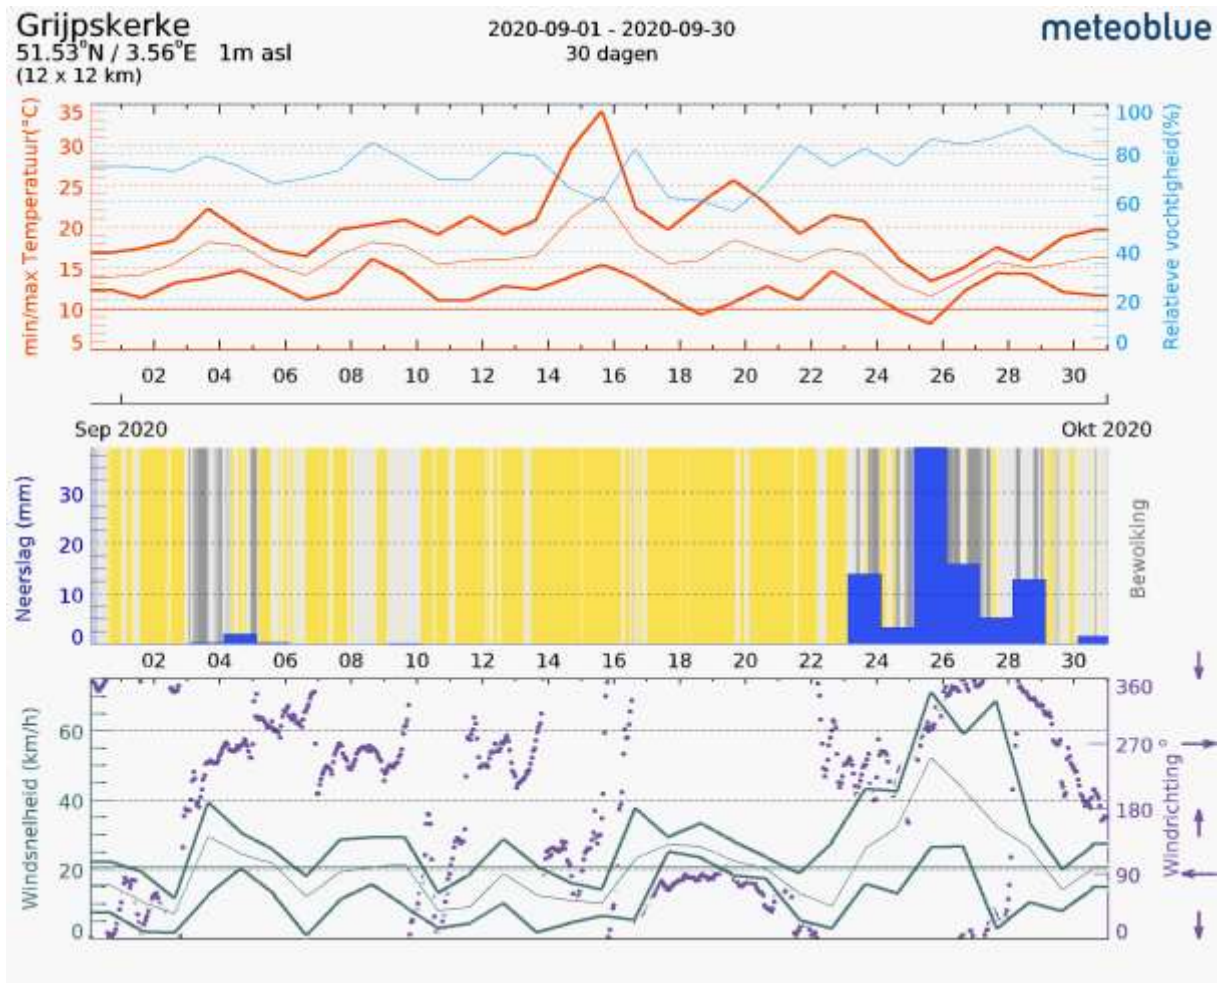 Grijpskerke
51.53°N / 3.56°E 1m asl
(12 x 12 km)
2020-09-01 - 2020-09-30
30 dagen
meteoblue
min/max Temperatuur(°C)
35
30
25
20
15
10
5
100
80
60
40
20
0
Relatieve vochtigheid(%)
02 04 06 08 10 12 14 16 18 20 22 24 26 28 30
Sep 2020 Okt 2020
Neerslag (mm)
30
20
10
0
Bewolking
02 04 06 08 10 12 14 16 18 20 22 24 26 28 30
Windsnelheid (km/h)
60
40
20
0
360
270
180
90
0
Windrichting °